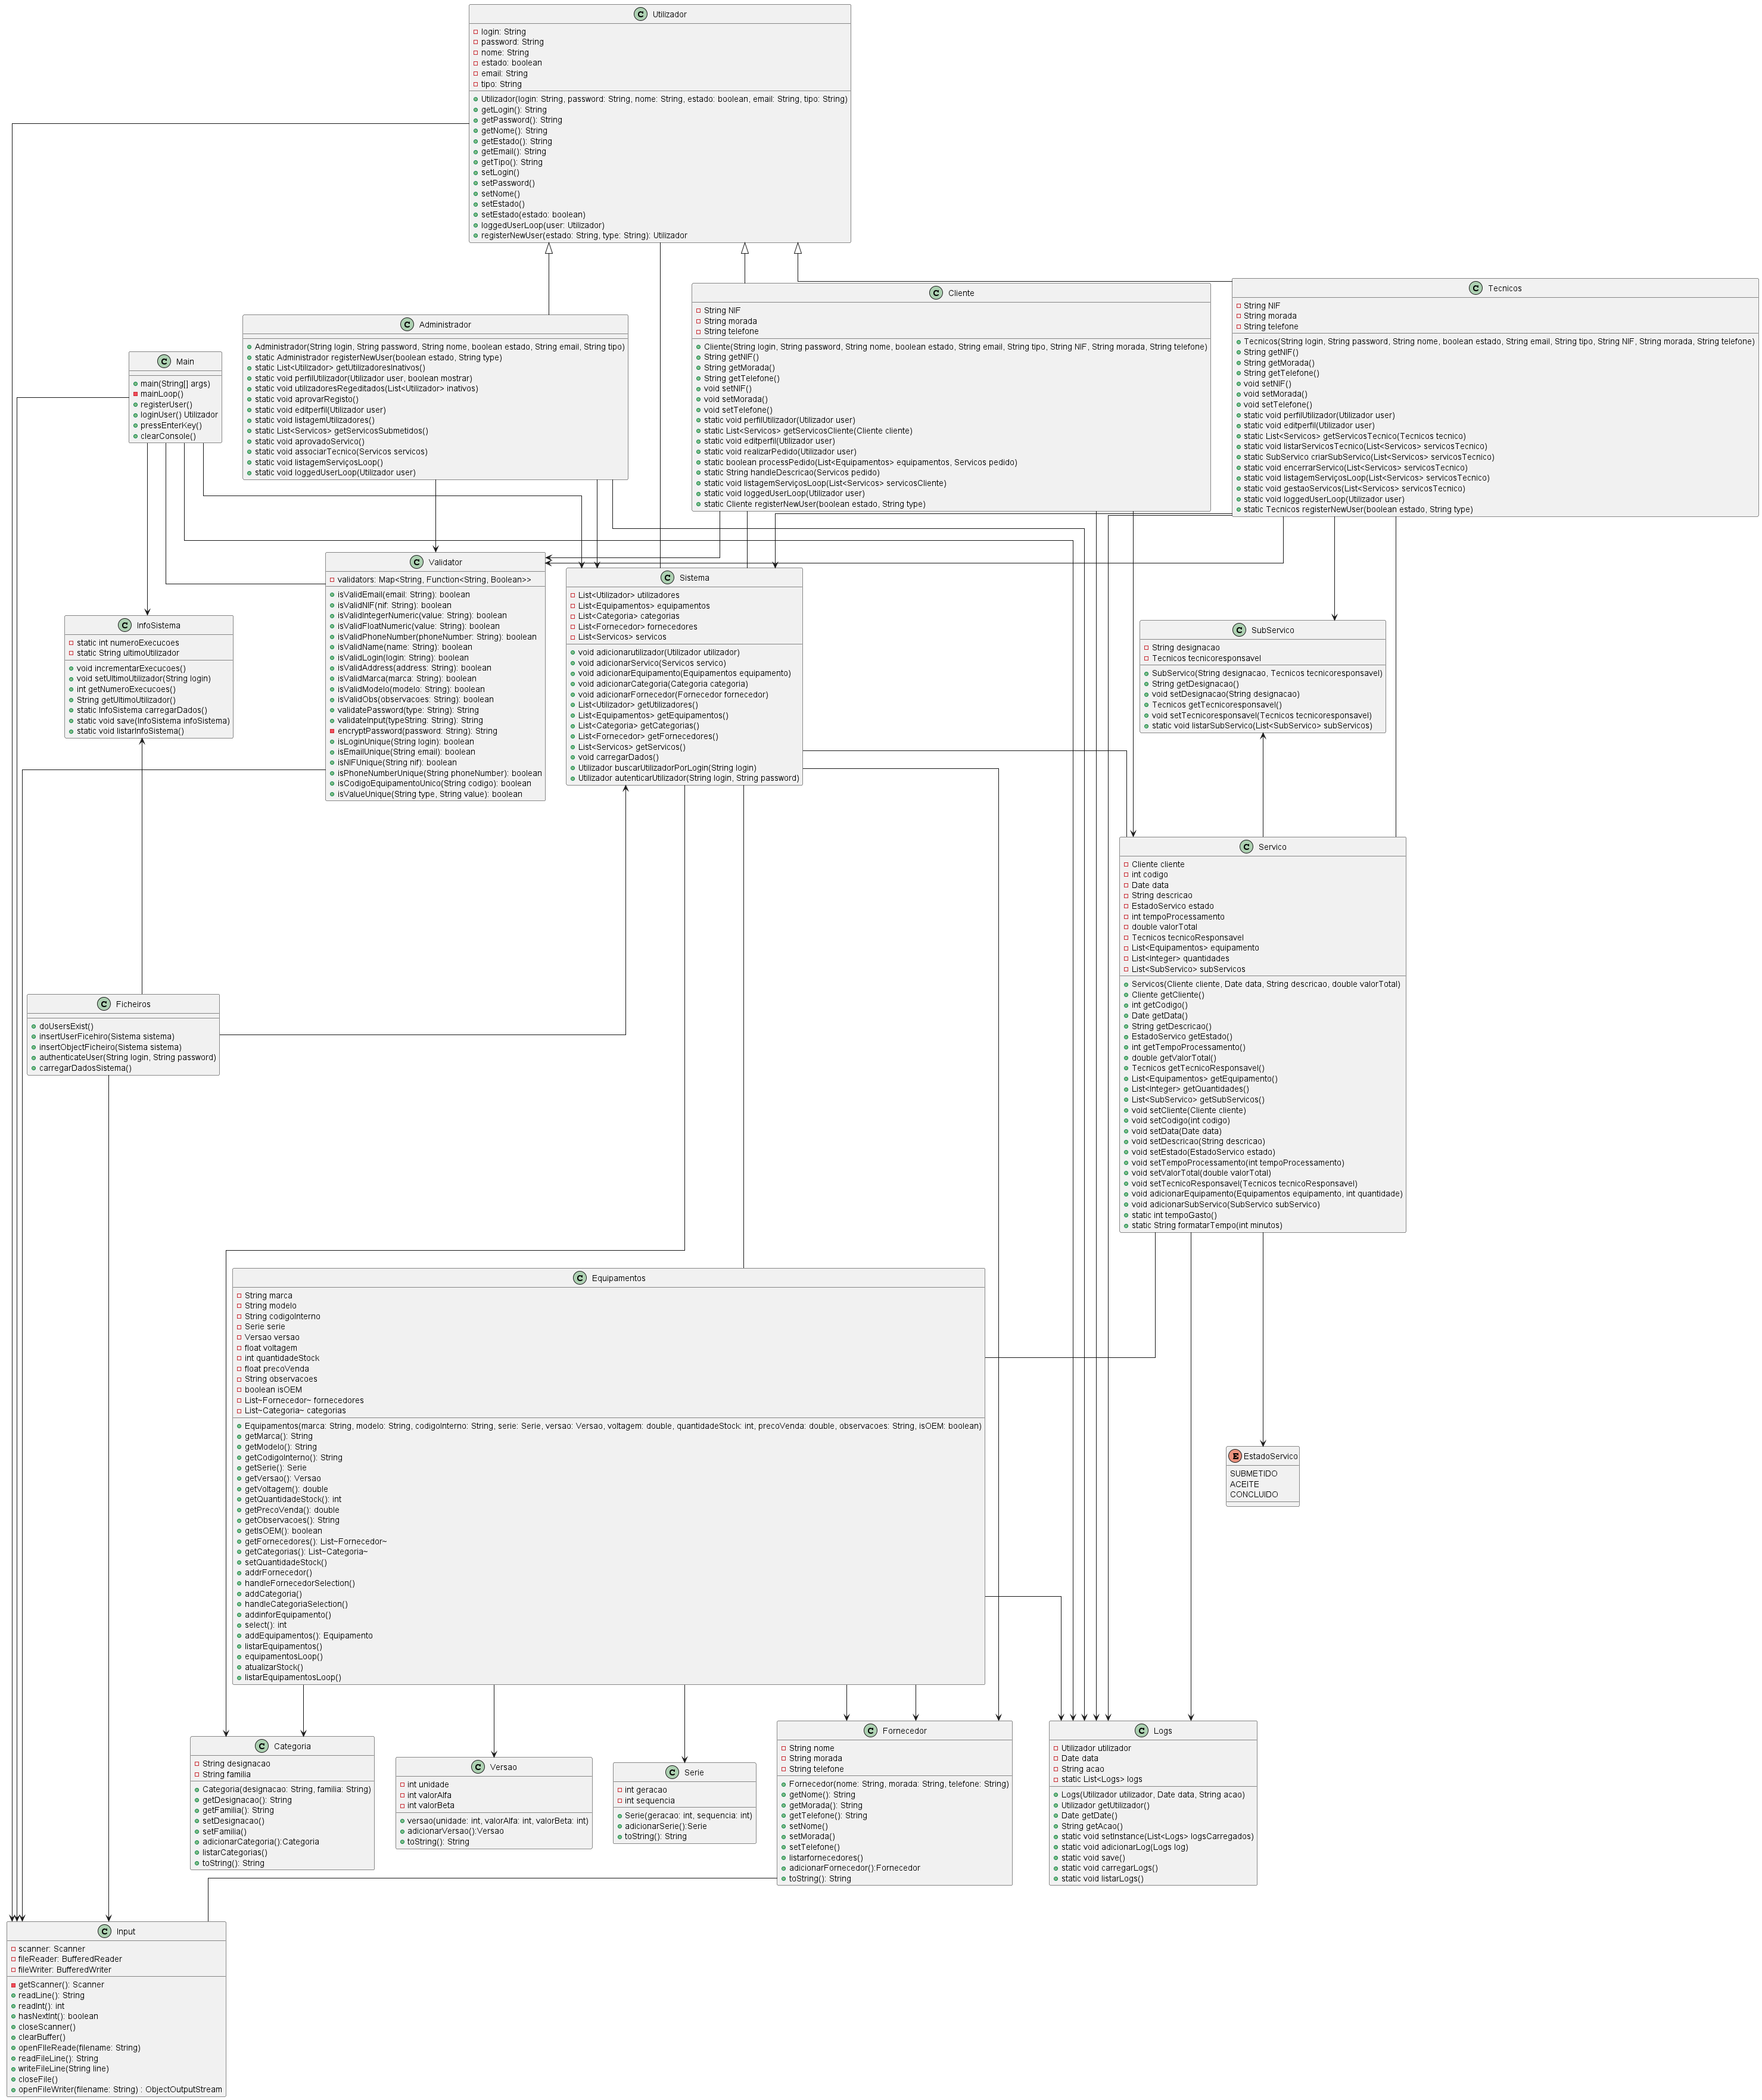 C Utilizador
login: String
password: String
nome: String
estado: boolean
email: String
tipo: String
Utilizador(login: String, password: String, nome: String, estado: boolean, email: String, tipo: String)
getLogin(): String
getPassword(): String
getNome(): String
getEstado(): String
getEmail(): String
getTipo(): String
setLogin()
setPassword()
setNome()
setEstado()
setEstado(estado: boolean)
loggedUserLoop(user: Utilizador)
registerNewUser(estado: String, type: String): Utilizador
C Tecnicos
String NIF
String morada
String telefone
Tecnicos(String login, String password, String nome, boolean estado, String email, String tipo, String NIF, String morada, String telefone)
String getNIF()
String getMorada()
String getTelefone()
void setNIF()
void setMorada()
void setTelefone()
static void perfilUtilizador(Utilizador user)
static void editperfil(Utilizador user)
static List<Servicos> getServicosTecnico(Tecnicos tecnico)
static void listarServicosTecnico(List<Servicos> servicosTecnico)
static SubServico criarSubServico(List<Servicos> servicosTecnico)
static void encerrarServico(List<Servicos> servicosTecnico)
static void listagemServiçosLoop(List<Servicos> servicosTecnico)
static void gestaoServicos(List<Servicos> servicosTecnico)
static void loggedUserLoop(Utilizador user)
static Tecnicos registerNewUser(boolean estado, String type)
C Cliente
String NIF
String morada
String telefone
Cliente(String login, String password, String nome, boolean estado, String email, String tipo, String NIF, String morada, String telefone)
String getNIF()
String getMorada()
String getTelefone()
void setNIF()
void setMorada()
void setTelefone()
static void perfilUtilizador(Utilizador user)
static List<Servicos> getServicosCliente(Cliente cliente)
static void editperfil(Utilizador user)
static void realizarPedido(Utilizador user)
static boolean processPedido(List<Equipamentos> equipamentos, Servicos pedido)
static String handleDescricao(Servicos pedido)
static void listagemServiçosLoop(List<Servicos> servicosCliente)
static void loggedUserLoop(Utilizador user)
static Cliente registerNewUser(boolean estado, String type)
C Administrador
Administrador(String login, String password, String nome, boolean estado, String email, String tipo)
static Administrador registerNewUser(boolean estado, String type)
static List<Utilizador> getUtilizadoresInativos()
static void perfilUtilizador(Utilizador user, boolean mostrar)
static void utilizadoresRegeditados(List<Utilizador> inativos)
static void aprovarRegisto()
static void editperfil(Utilizador user)
static void listagemUtilizadores()
static List<Servicos> getServicosSubmetidos()
static void aprovadoServico()
static void associarTecnico(Servicos servicos)
static void listagemServiçosLoop()
static void loggedUserLoop(Utilizador user)
C Main
main(String[] args)
mainLoop()
registerUser()
loginUser() Utilizador
pressEnterKey()
clearConsole()
C Validator
validators: Map<String, Function<String, Boolean>>
isValidEmail(email: String): boolean
isValidNIF(nif: String): boolean
isValidIntegerNumeric(value: String): boolean
isValidFloatNumeric(value: String): boolean
isValidPhoneNumber(phoneNumber: String): boolean
isValidName(name: String): boolean
isValidLogin(login: String): boolean
isValidAddress(address: String): boolean
isValidMarca(marca: String): boolean
isValidModelo(modelo: String): boolean
isValidObs(observacoes: String): boolean
validatePassword(type: String): String
validateInput(typeString: String): String
encryptPassword(password: String): String
isLoginUnique(String login): boolean
isEmailUnique(String email): boolean
isNIFUnique(String nif): boolean
isPhoneNumberUnique(String phoneNumber): boolean
isCodigoEquipamentoUnico(String codigo): boolean
isValueUnique(String type, String value): boolean
C Sistema
List<Utilizador> utilizadores
List<Equipamentos> equipamentos
List<Categoria> categorias
List<Fornecedor> fornecedores
List<Servicos> servicos
void adicionarutilizador(Utilizador utilizador)
void adicionarServico(Servicos servico)
void adicionarEquipamento(Equipamentos equipamento)
void adicionarCategoria(Categoria categoria)
void adicionarFornecedor(Fornecedor fornecedor)
List<Utilizador> getUtilizadores()
List<Equipamentos> getEquipamentos()
List<Categoria> getCategorias()
List<Fornecedor> getFornecedores()
List<Servicos> getServicos()
void carregarDados()
Utilizador buscarUtilizadorPorLogin(String login)
Utilizador autenticarUtilizador(String login, String password)
C InfoSistema
static int numeroExecucoes
static String ultimoUtilizador
void incrementarExecucoes()
void setUltimoUtilizador(String login)
int getNumeroExecucoes()
String getUltimoUtilizador()
static InfoSistema carregarDados()
static void save(InfoSistema infoSistema)
static void listarInfoSistema()
C SubServico
String designacao
Tecnicos tecnicoresponsavel
SubServico(String designacao, Tecnicos tecnicoresponsavel)
String getDesignacao()
void setDesignacao(String designacao)
Tecnicos getTecnicoresponsavel()
void setTecnicoresponsavel(Tecnicos tecnicoresponsavel)
static void listarSubServico(List<SubServico> subServicos)
C Servico
Cliente cliente
int codigo
Date data
String descricao
EstadoServico estado
int tempoProcessamento
double valorTotal
Tecnicos tecnicoResponsavel
List<Equipamentos> equipamento
List<Integer> quantidades
List<SubServico> subServicos
Servicos(Cliente cliente, Date data, String descricao, double valorTotal)
Cliente getCliente()
int getCodigo()
Date getData()
String getDescricao()
EstadoServico getEstado()
int getTempoProcessamento()
double getValorTotal()
Tecnicos getTecnicoResponsavel()
List<Equipamentos> getEquipamento()
List<Integer> getQuantidades()
List<SubServico> getSubServicos()
void setCliente(Cliente cliente)
void setCodigo(int codigo)
void setData(Date data)
void setDescricao(String descricao)
void setEstado(EstadoServico estado)
void setTempoProcessamento(int tempoProcessamento)
void setValorTotal(double valorTotal)
void setTecnicoResponsavel(Tecnicos tecnicoResponsavel)
void adicionarEquipamento(Equipamentos equipamento, int quantidade)
void adicionarSubServico(SubServico subServico)
static int tempoGasto()
static String formatarTempo(int minutos)
C Ficheiros
doUsersExist()
insertUserFicehiro(Sistema sistema)
insertObjectFicheiro(Sistema sistema)
authenticateUser(String login, String password)
carregarDadosSistema()
C Equipamentos
String marca
String modelo
String codigoInterno
Serie serie
Versao versao
float voltagem
int quantidadeStock
float precoVenda
String observacoes
boolean isOEM
List~Fornecedor~ fornecedores
List~Categoria~ categorias
Equipamentos(marca: String, modelo: String, codigoInterno: String, serie: Serie, versao: Versao, voltagem: double, quantidadeStock: int, precoVenda: double, observacoes: String, isOEM: boolean)
getMarca(): String
getModelo(): String
getCodigoInterno(): String
getSerie(): Serie
getVersao(): Versao
getVoltagem(): double
getQuantidadeStock(): int
getPrecoVenda(): double
getObservacoes(): String
getIsOEM(): boolean
getFornecedores(): List~Fornecedor~
getCategorias(): List~Categoria~
setQuantidadeStock()
addrFornecedor()
handleFornecedorSelection()
addCategoria()
handleCategoriaSelection()
addinforEquipamento()
select(): int
addEquipamentos(): Equipamento
listarEquipamentos()
equipamentosLoop()
atualizarStock()
listarEquipamentosLoop()
E EstadoServico
SUBMETIDO
ACEITE
CONCLUIDO
C Categoria
String designacao
String familia
Categoria(designacao: String, familia: String)
getDesignacao(): String
getFamilia(): String
setDesignacao()
setFamilia()
adicionarCategoria():Categoria
listarCategorias()
toString(): String
C Versao
int unidade
int valorAlfa
int valorBeta
versao(unidade: int, valorAlfa: int, valorBeta: int)
adicionarVersao():Versao
toString(): String
C Serie
int geracao
int sequencia
Serie(geracao: int, sequencia: int)
adicionarSerie():Serie
toString(): String
C Fornecedor
String nome
String morada
String telefone
Fornecedor(nome: String, morada: String, telefone: String)
getNome(): String
getMorada(): String
getTelefone(): String
setNome()
setMorada()
setTelefone()
listarfornecedores()
adicionarFornecedor():Fornecedor
toString(): String
C Logs
Utilizador utilizador
Date data
String acao
static List<Logs> logs
Logs(Utilizador utilizador, Date data, String acao)
Utilizador getUtilizador()
Date getDate()
String getAcao()
static void setInstance(List<Logs> logsCarregados)
static void adicionarLog(Logs log)
static void save()
static void carregarLogs()
static void listarLogs()
C Input
scanner: Scanner
fileReader: BufferedReader
fileWriter: BufferedWriter
getScanner(): Scanner
readLine(): String
readInt(): int
hasNextInt(): boolean
closeScanner()
clearBuffer()
openFIleReade(filename: String)
readFileLine(): String
writeFileLine(String line)
closeFile()
openFileWriter(filename: String) : ObjectOutputStream